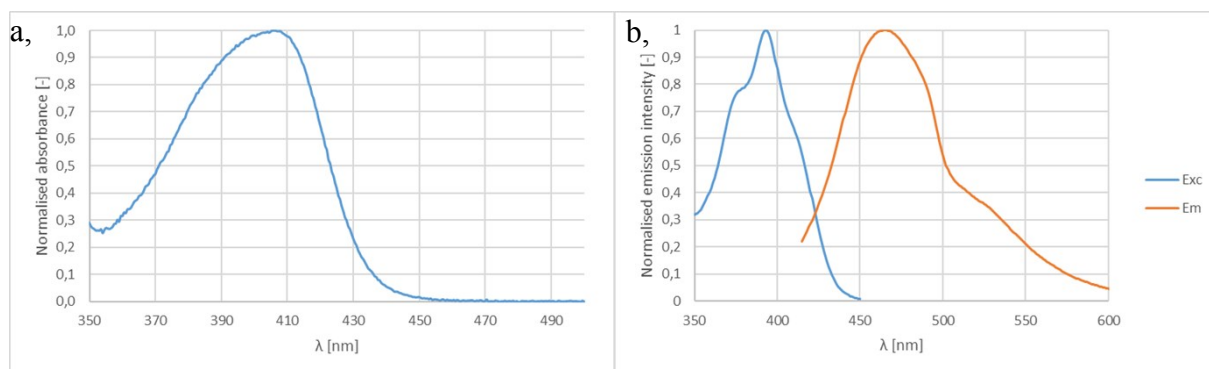 a,
Normalised absorbance [-]
1,0
0,9
0,8
0,7
0,6
0,5
0,4
0,3
0,2
0,1
0,0
350 370 390 410 430 450 470 490
λ [nm]
b,
Normalised emission intensity [-]
1
0,9
0,8
0,7
0,6
0,5
0,4
0,3
0,2
0,1
0
350 400 450 500 550 600
λ [nm]
Exc
Em